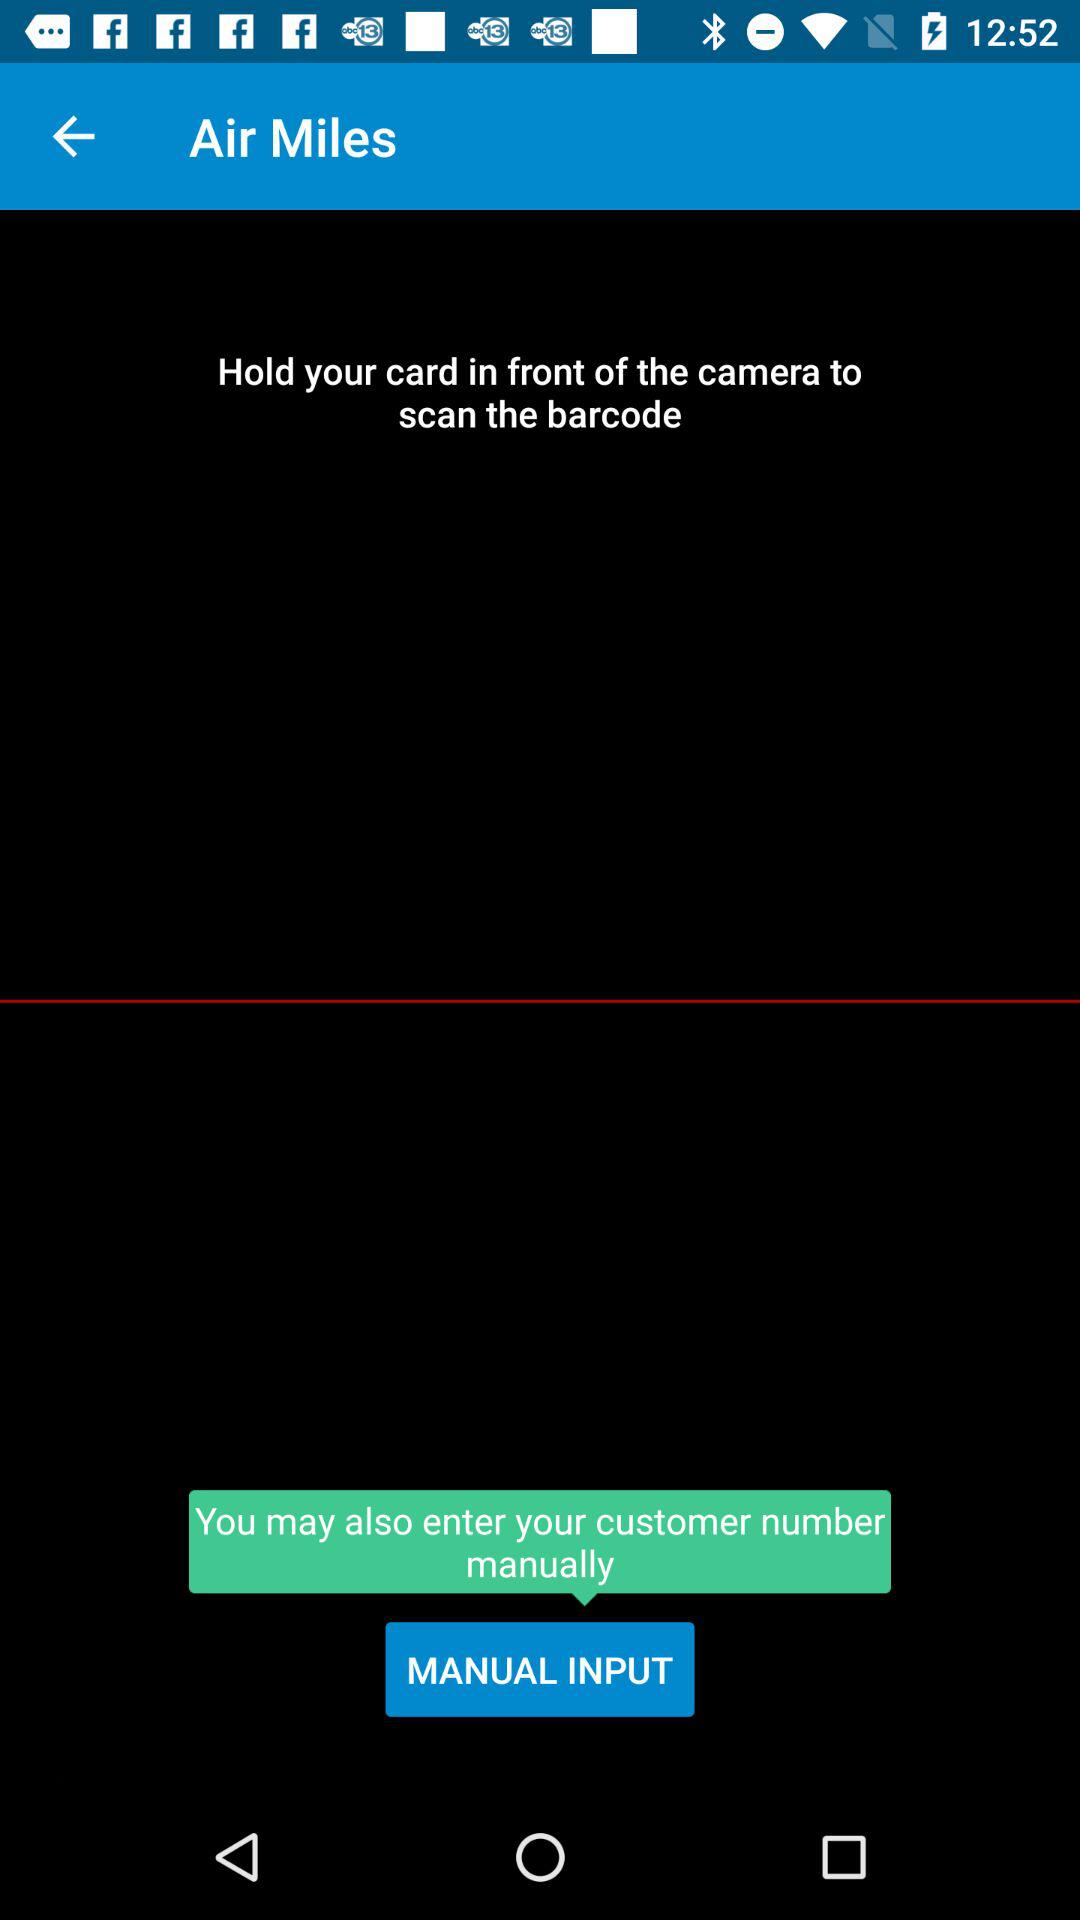 12:52
Air Miles
Hold your card in front of the camera to
scan the barcode
You may also enter your customer number
manually
MANUAL INPUT